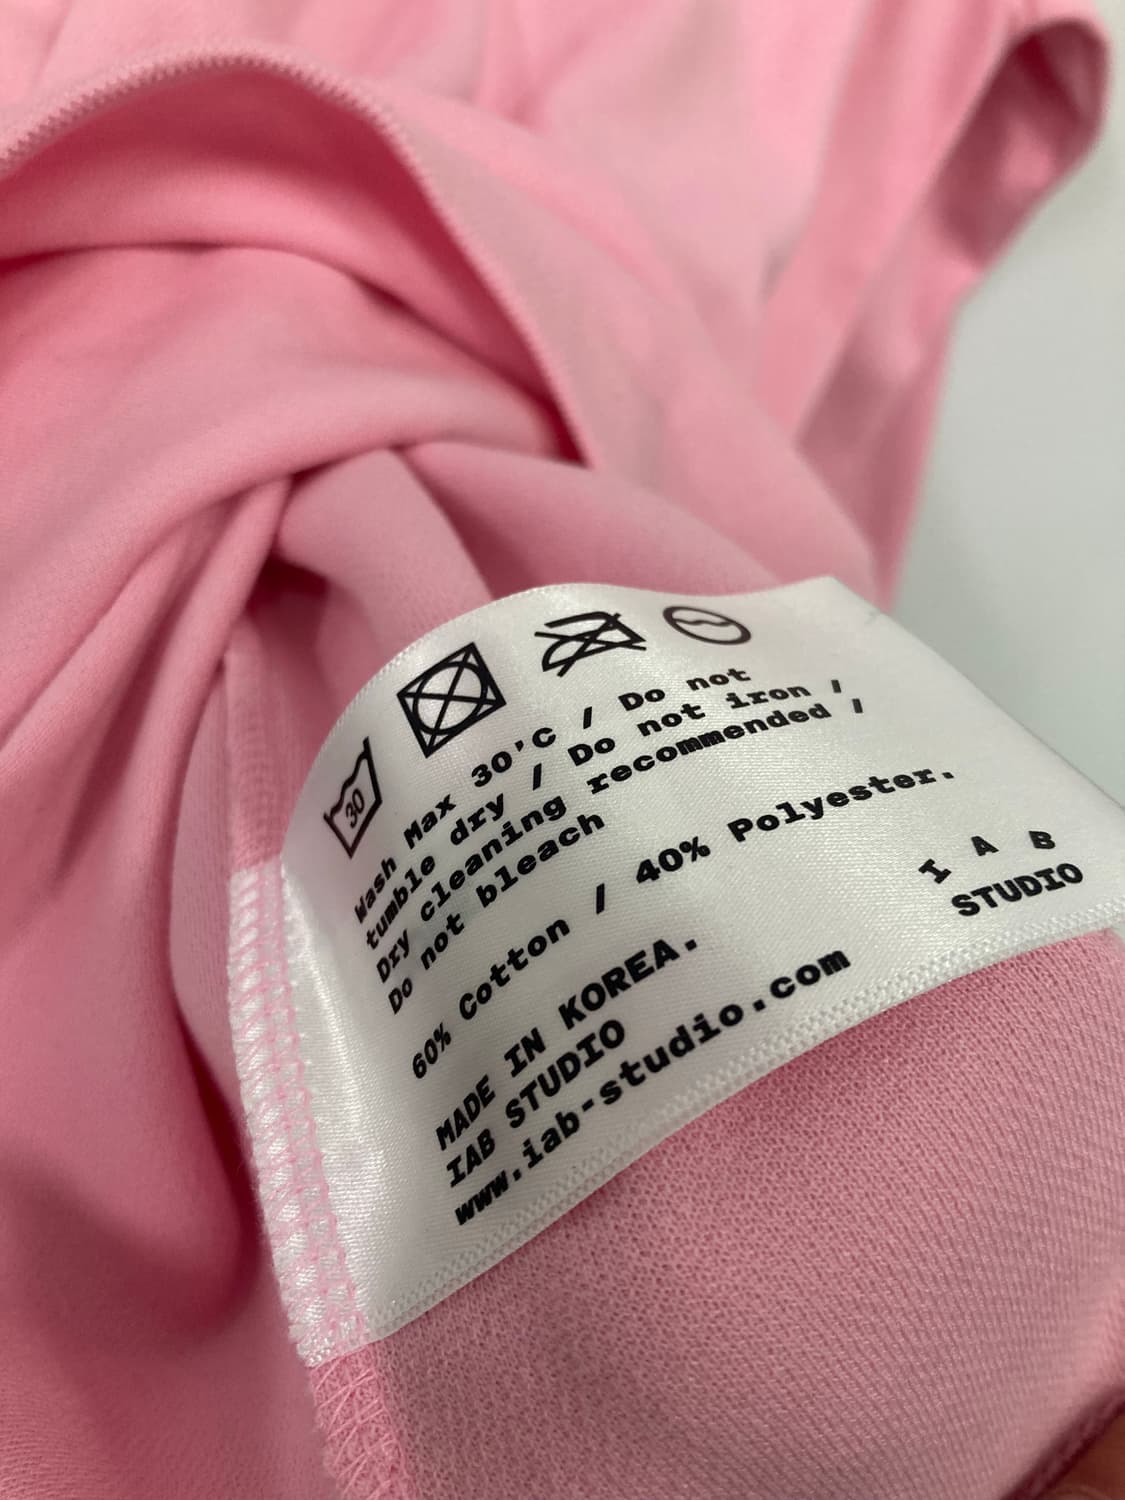 30
Wash Max 30'C / Do not
tumble dry / Do not iron /,
Dry cleaning recommended ,
Do not bleach
60% Cotton / 40% Polyester.
MADE IN KOREA.
IAB STUDIO
www.iab-studio.com
I A B
STUDIO